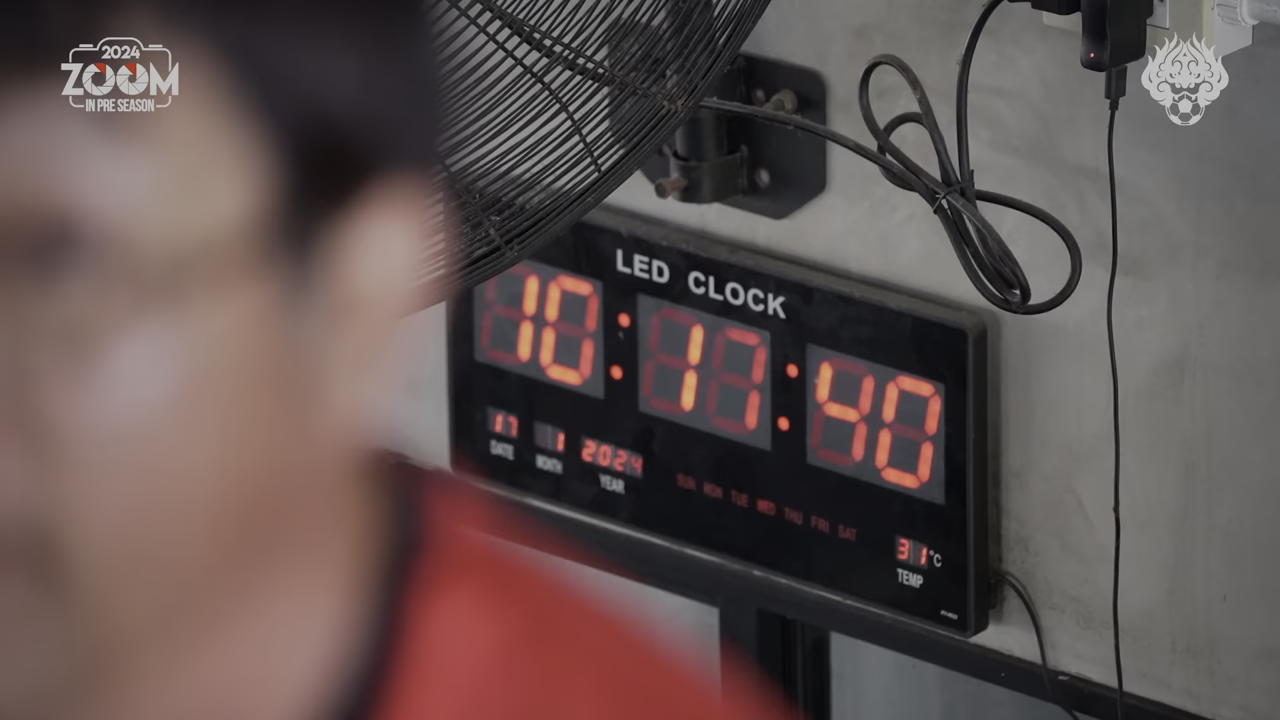 2024
ZOOM
IN PRE SEASON
LED CLOCK
10:17:40
17 1 2024
DATE MONTH YEAR
SUN MON TUE WED THU FRI SAT
31°C
TEMP